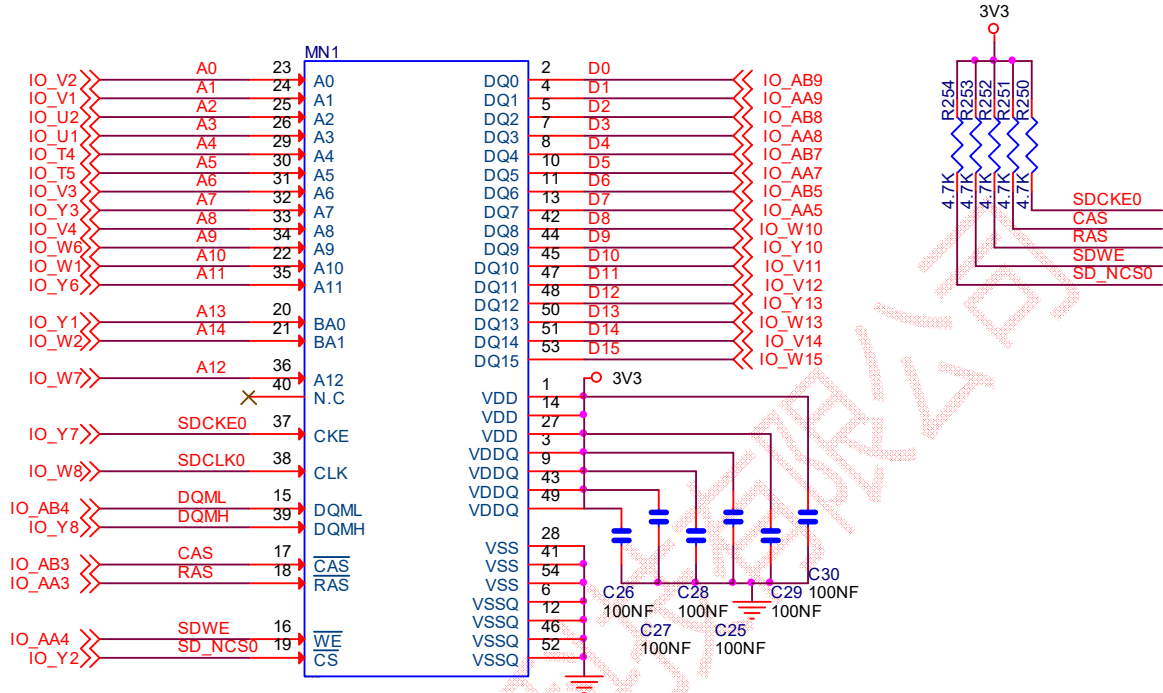 MN1
IO_V2 A0 23 A0
IO_V1 A1 24 A1
IO_U2 A2 25 A2
IO_U1 A3 26 A3
IO_T4 A4 29 A4
IO_T5 A5 30 A5
IO_V3 A6 31 A6
IO_Y3 A7 32 A7
IO_V4 A8 33 A8
IO_W6 A9 34 A9
IO_W1 A10 22 A10
IO_Y6 A11 35 A11
IO_Y1 A13 20 BA0
IO_W2 A14 21 BA1
IO_W7 A12 36 A12
40 N.C
IO_Y7 SDCKE0 37 CKE
IO_W8 SDCLK0 38 CLK
IO_AB4 DQML 15 DQML
IO_Y8 DQMH 39 DQMH
IO_AB3 CAS 17 CAS
IO_AA3 RAS 18 RAS
IO_AA4 SDWE 16 WE
IO_Y2 SD_NCS0 19 CS
DQ0 2 D0 IO_AB9
DQ1 4 D1 IO_AA9
DQ2 5 D2 IO_AB8
DQ3 7 D3 IO_AA8
DQ4 8 D4 IO_AB7
DQ5 10 D5 IO_AA7
DQ6 11 D6 IO_AB5
DQ7 13 D7 IO_AA5
DQ8 42 D8 IO_W10
DQ9 44 D9 IO_Y10
DQ10 45 D10 IO_V11
DQ11 47 D11 IO_V12
DQ12 48 D12 IO_Y13
DQ13 50 D13 IO_W13
DQ14 51 D14 IO_V14
DQ15 53 D15 IO_W15
3V3
VDD 1
VDD 14
VDD 27
VDDQ 3
VDDQ 9
VDDQ 43
VDDQ 49
VSS 28
VSS 41
VSS 54
VSSQ 6
VSSQ 12
VSSQ 46
VSSQ 52
C26 100NF
C27 100NF
C28 100NF
C25 100NF
C29 100NF
C30 100NF
3V3
R254 4.7K
R253 4.7K
R252 4.7K
R251 4.7K
R250
SDCKE0
CAS
RAS
SDWE
SD_NCS0
有限公司